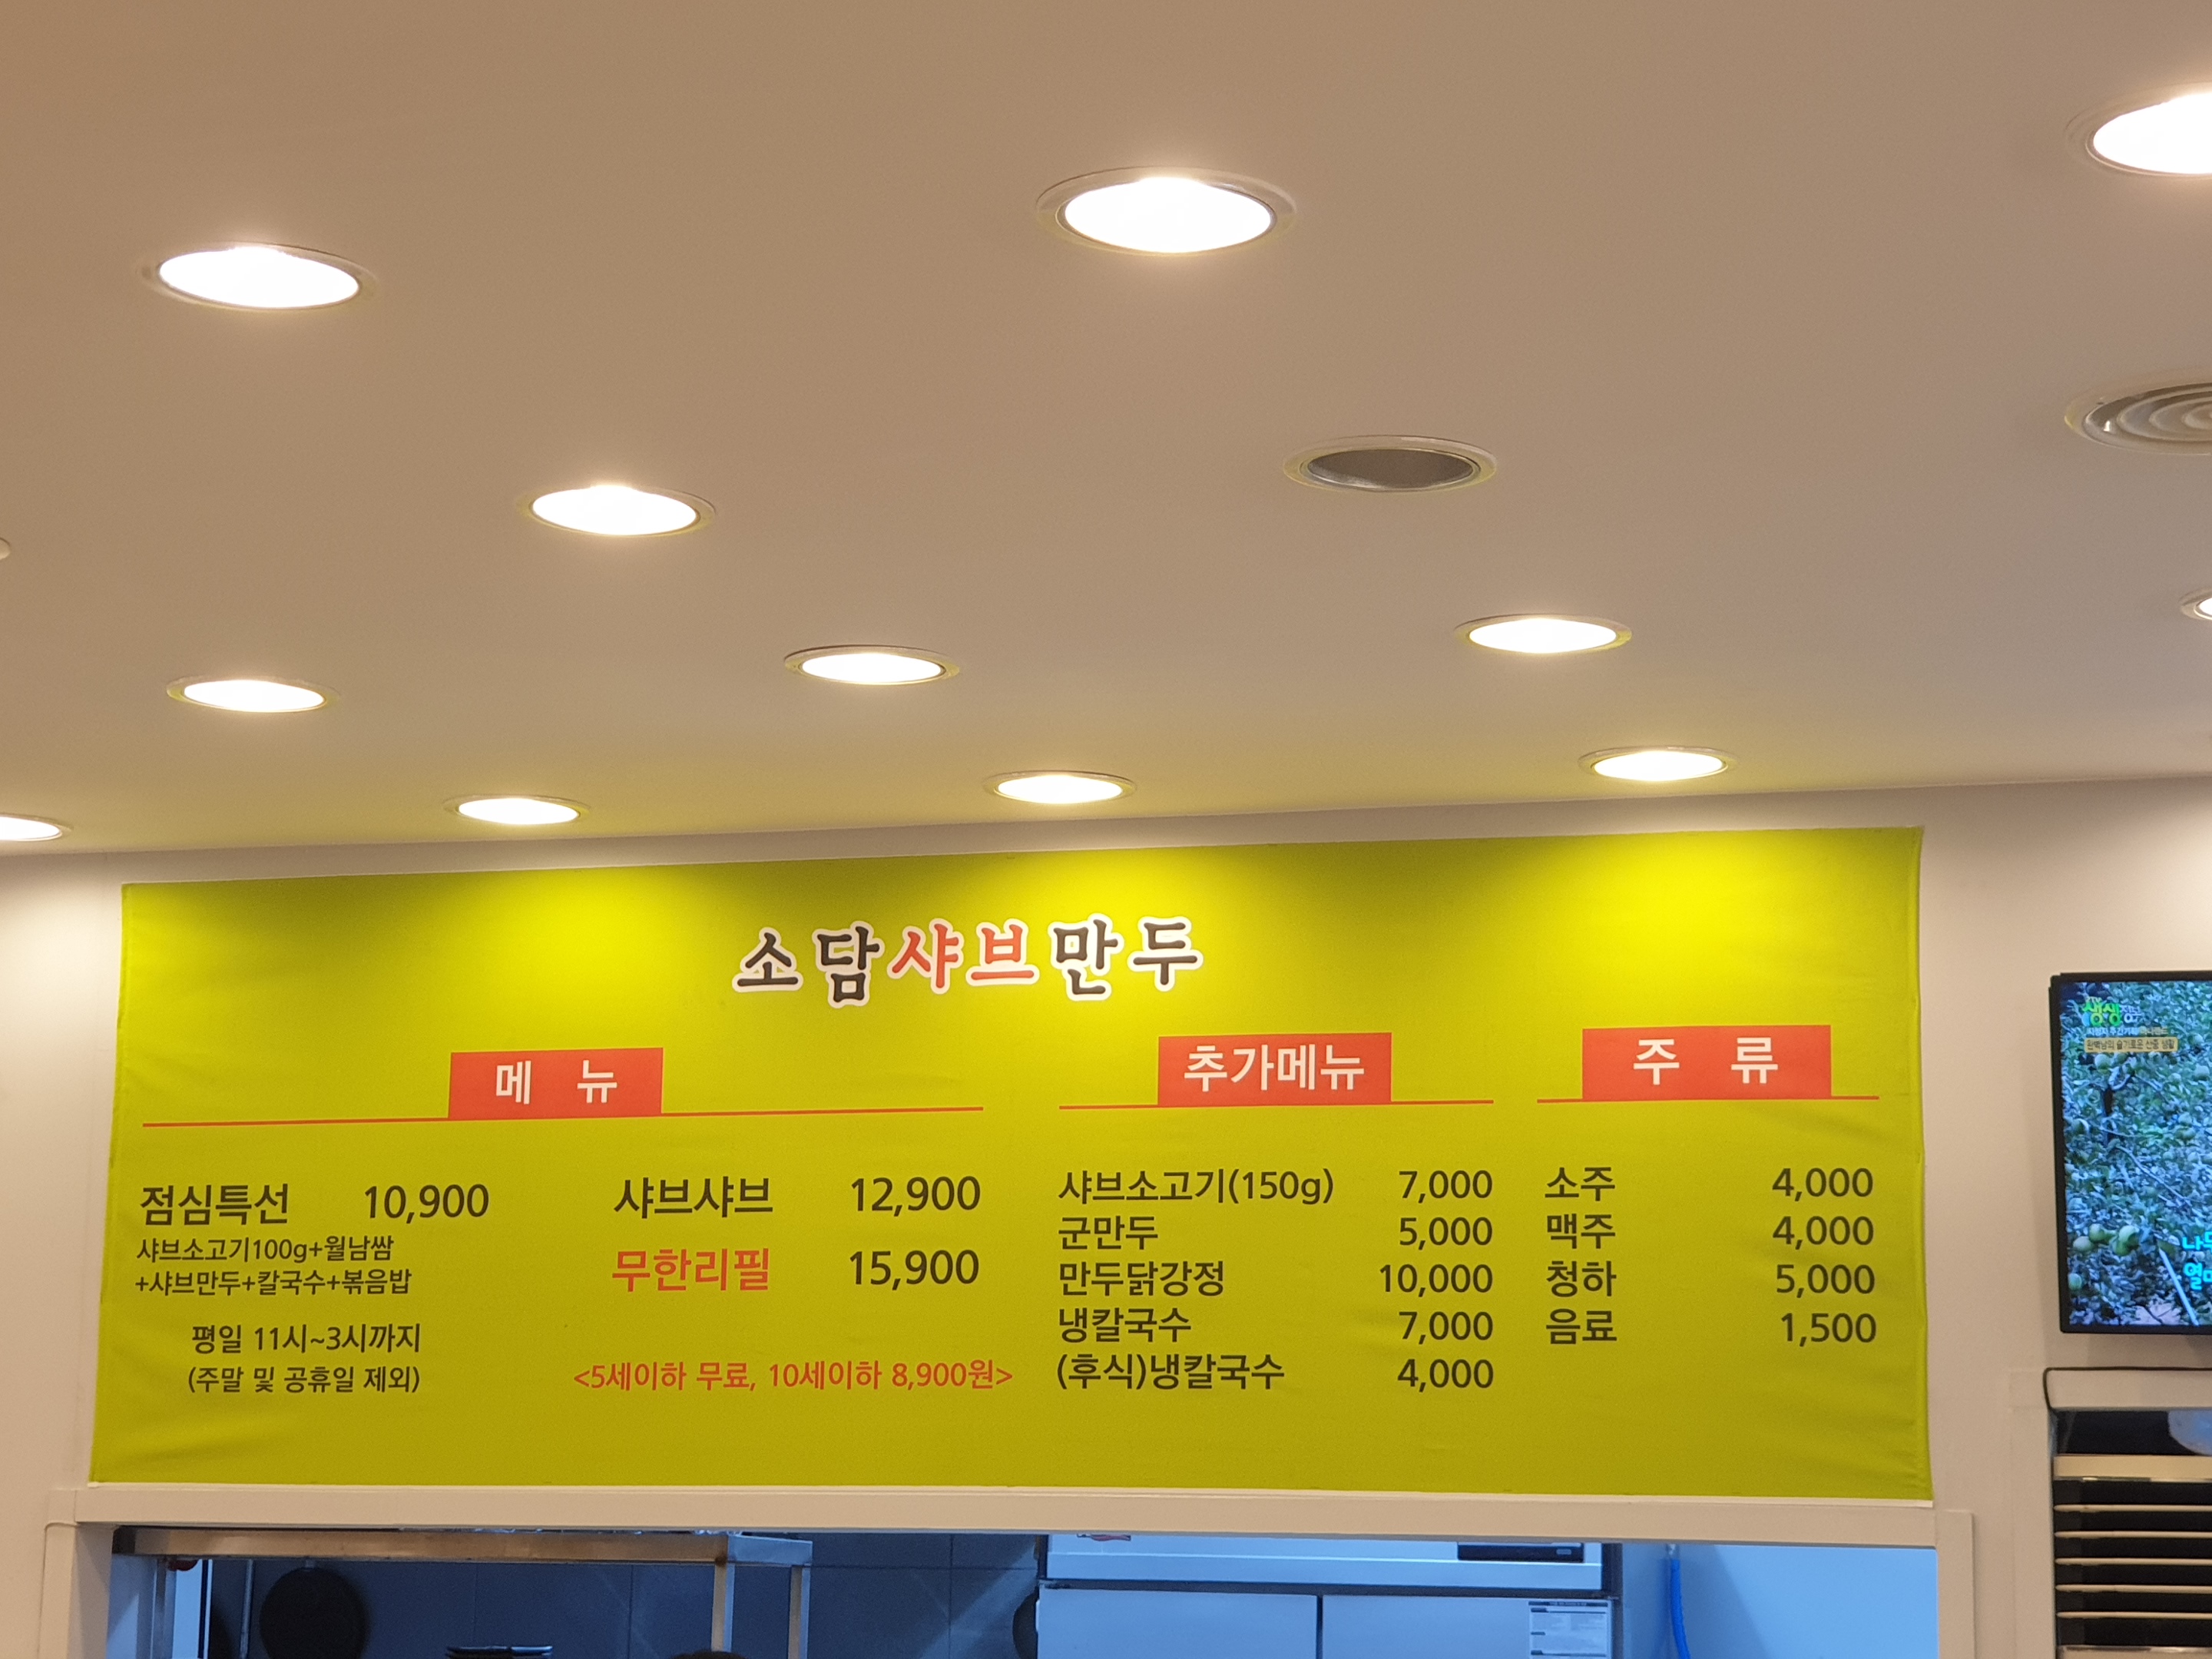 소담샤브만두
메 뉴
점심특선 10,900
샤브소고기100g+월남쌈
+샤브만두+칼국수+볶음밥
평일 11시~3시까지
(주말 및 공휴일 제외)
샤브샤브 12,900
무한리필 15,900
<5세이하 무료, 10세이하 8,900원>
추가메뉴
샤브소고기(150g) 7,000
군만두 5,000
만두닭강정 10,000
냉칼국수 7,000
(후식)냉칼국수 4,000
주 류
소주 4,000
맥주 4,000
청하 5,000
음료 1,500
생생정보